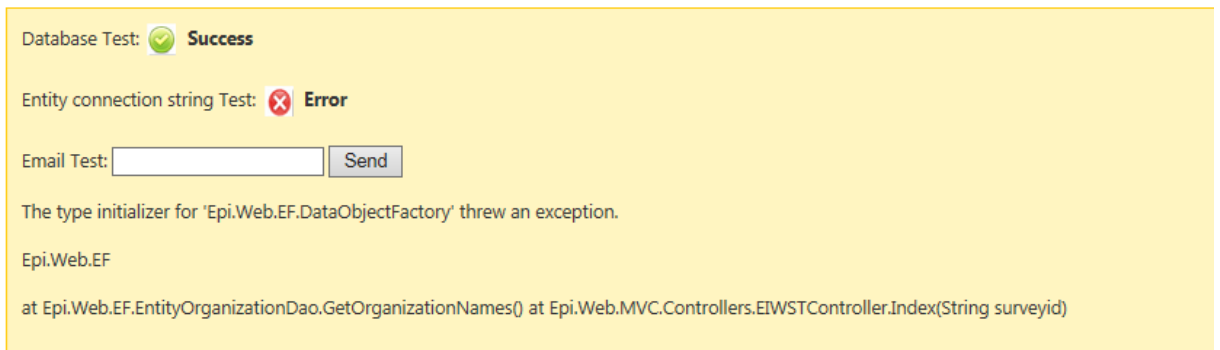 Database Test: Success
Entity connection string Test: Error
Email Test: Send
The type initializer for 'Epi.Web.EF.DataObjectFactory' threw an exception.
Epi.Web.EF
at Epi.Web.EF.EntityOrganizationDao.GetOrganizationNames() at Epi.Web.MVC.Controllers.EIWSTController.Index(String surveyid)